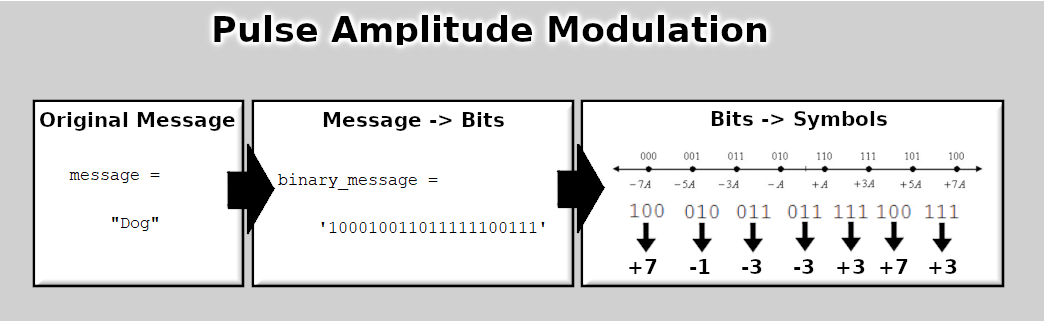 Pulse Amplitude Modulation
Original Message
message =
"Dog"
Message -> Bits
binary_message =
'100010011011111100111'
Bits -> Symbols
000 001 011 010 110 111 101 100
−7A −5A −3A −A +A +3A +5A +7A
100 010 011 011 111 100 111
+7 -1 -3 -3 +3 +7 +3